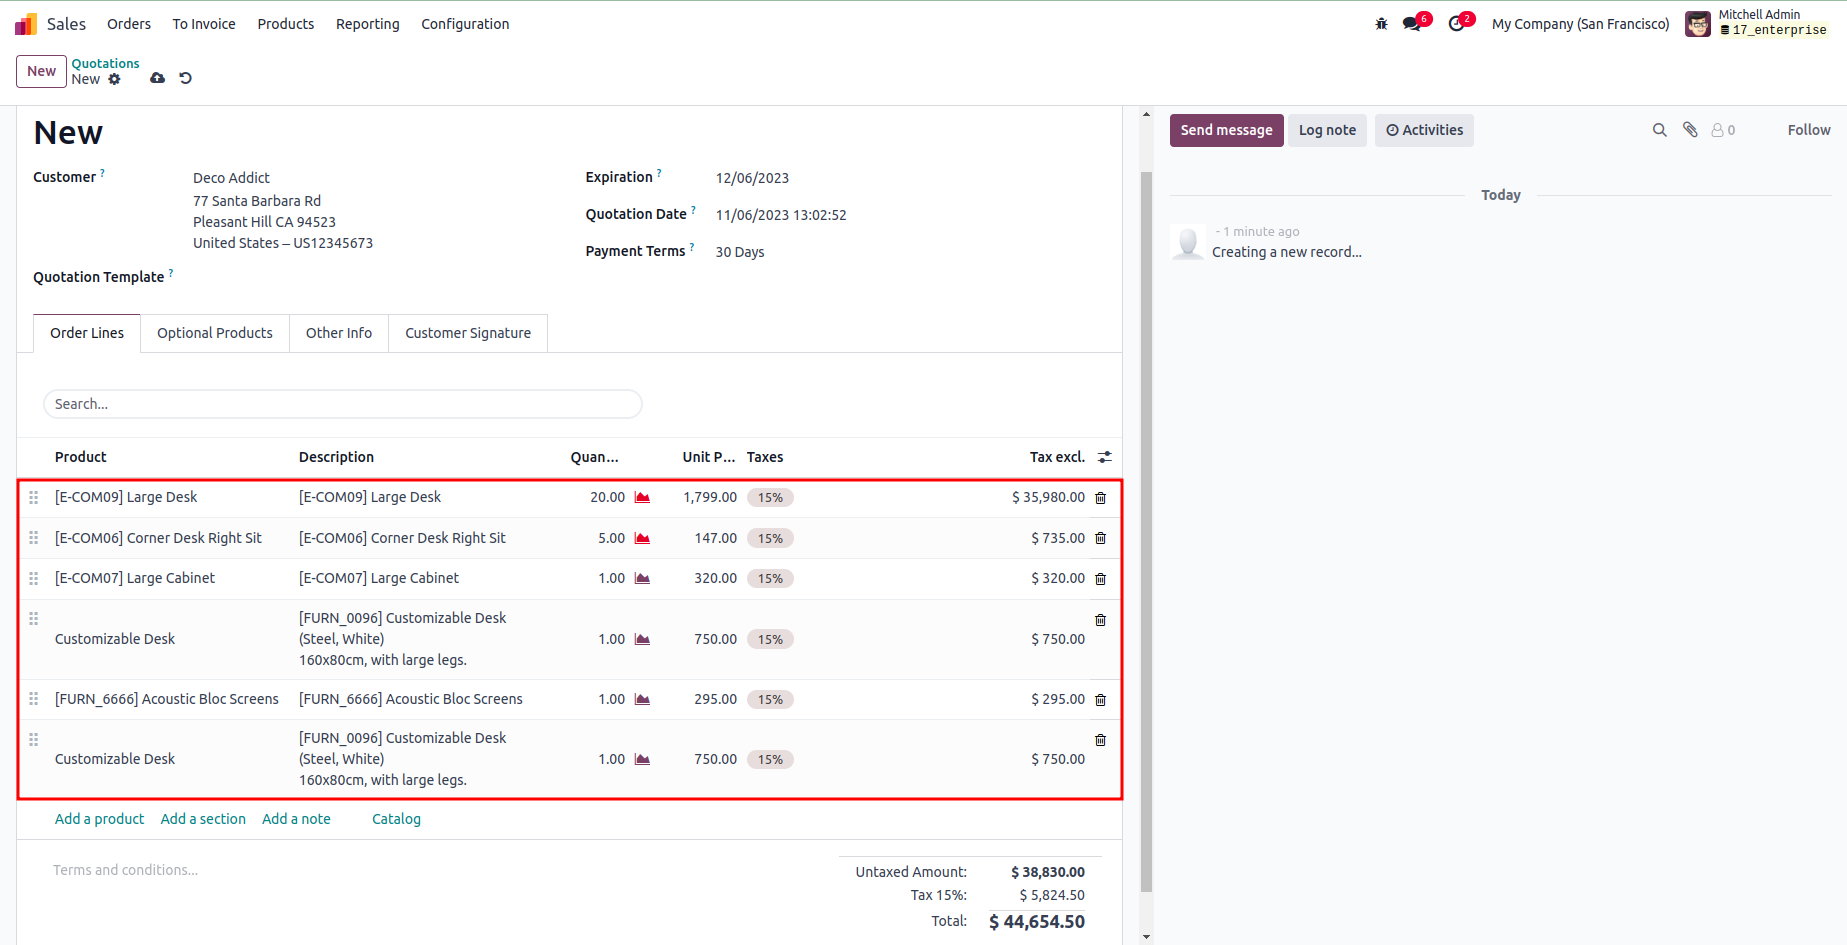 Sales Orders To Invoice Products Reporting Configuration 6 2 My Company (San Francisco) Mitchell Admin
17_enterprise
New Quotations
New
New
Send message Log note Activities 0 Follow
Customer ? Deco Addict
77 Santa Barbara Rd
Pleasant Hill CA 94523
United States – US12345673
Quotation Template ?
Expiration ? 12/06/2023
Quotation Date ? 11/06/2023 13:02:52
Payment Terms ? 30 Days
Today
- 1 minute ago
Creating a new record...
Order Lines Optional Products Other Info Customer Signature
Search...
Product Description Quan... Unit P... Taxes Tax excl.
[E-COM09] Large Desk [E-COM09] Large Desk 20.00 1,799.00 15% $ 35,980.00
[E-COM06] Corner Desk Right Sit [E-COM06] Corner Desk Right Sit 5.00 147.00 15% $ 735.00
[E-COM07] Large Cabinet [E-COM07] Large Cabinet 1.00 320.00 15% $ 320.00
[FURN_0096] Customizable Desk
Customizable Desk (Steel, White) 1.00 750.00 15% $ 750.00
160x80cm, with large legs.
[FURN_6666] Acoustic Bloc Screens [FURN_6666] Acoustic Bloc Screens 1.00 295.00 15% $ 295.00
[FURN_0096] Customizable Desk
Customizable Desk (Steel, White) 1.00 750.00 15% $ 750.00
160x80cm, with large legs.
Add a product Add a section Add a note Catalog
Terms and conditions...
Untaxed Amount: $ 38,830.00
Tax 15%: $ 5,824.50
Total: $ 44,654.50